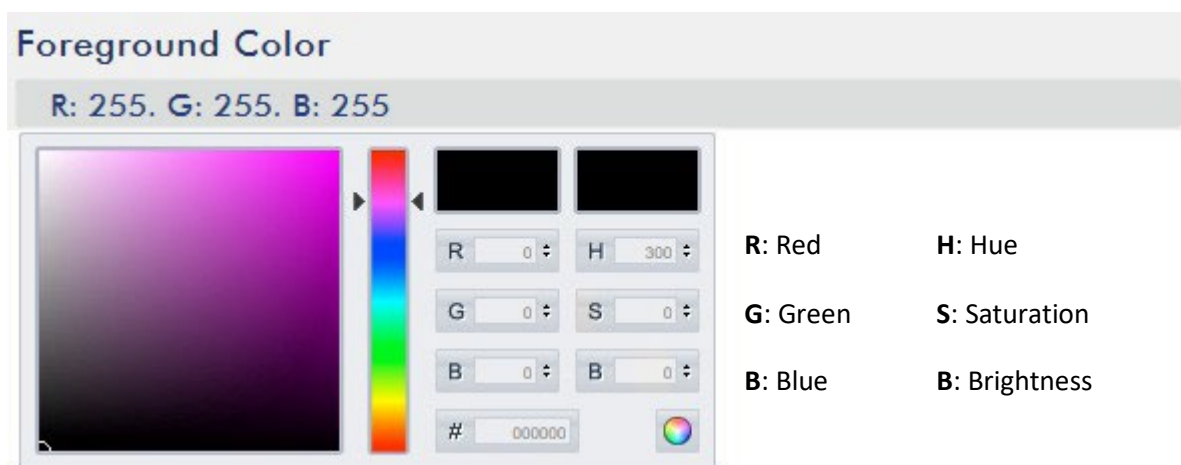 Foreground Color
R: 255. G: 255. B: 255
R 0 H 300
G 0 S 0
B 0 B 0
# 000000
R: Red H: Hue
G: Green S: Saturation
B: Blue B: Brightness